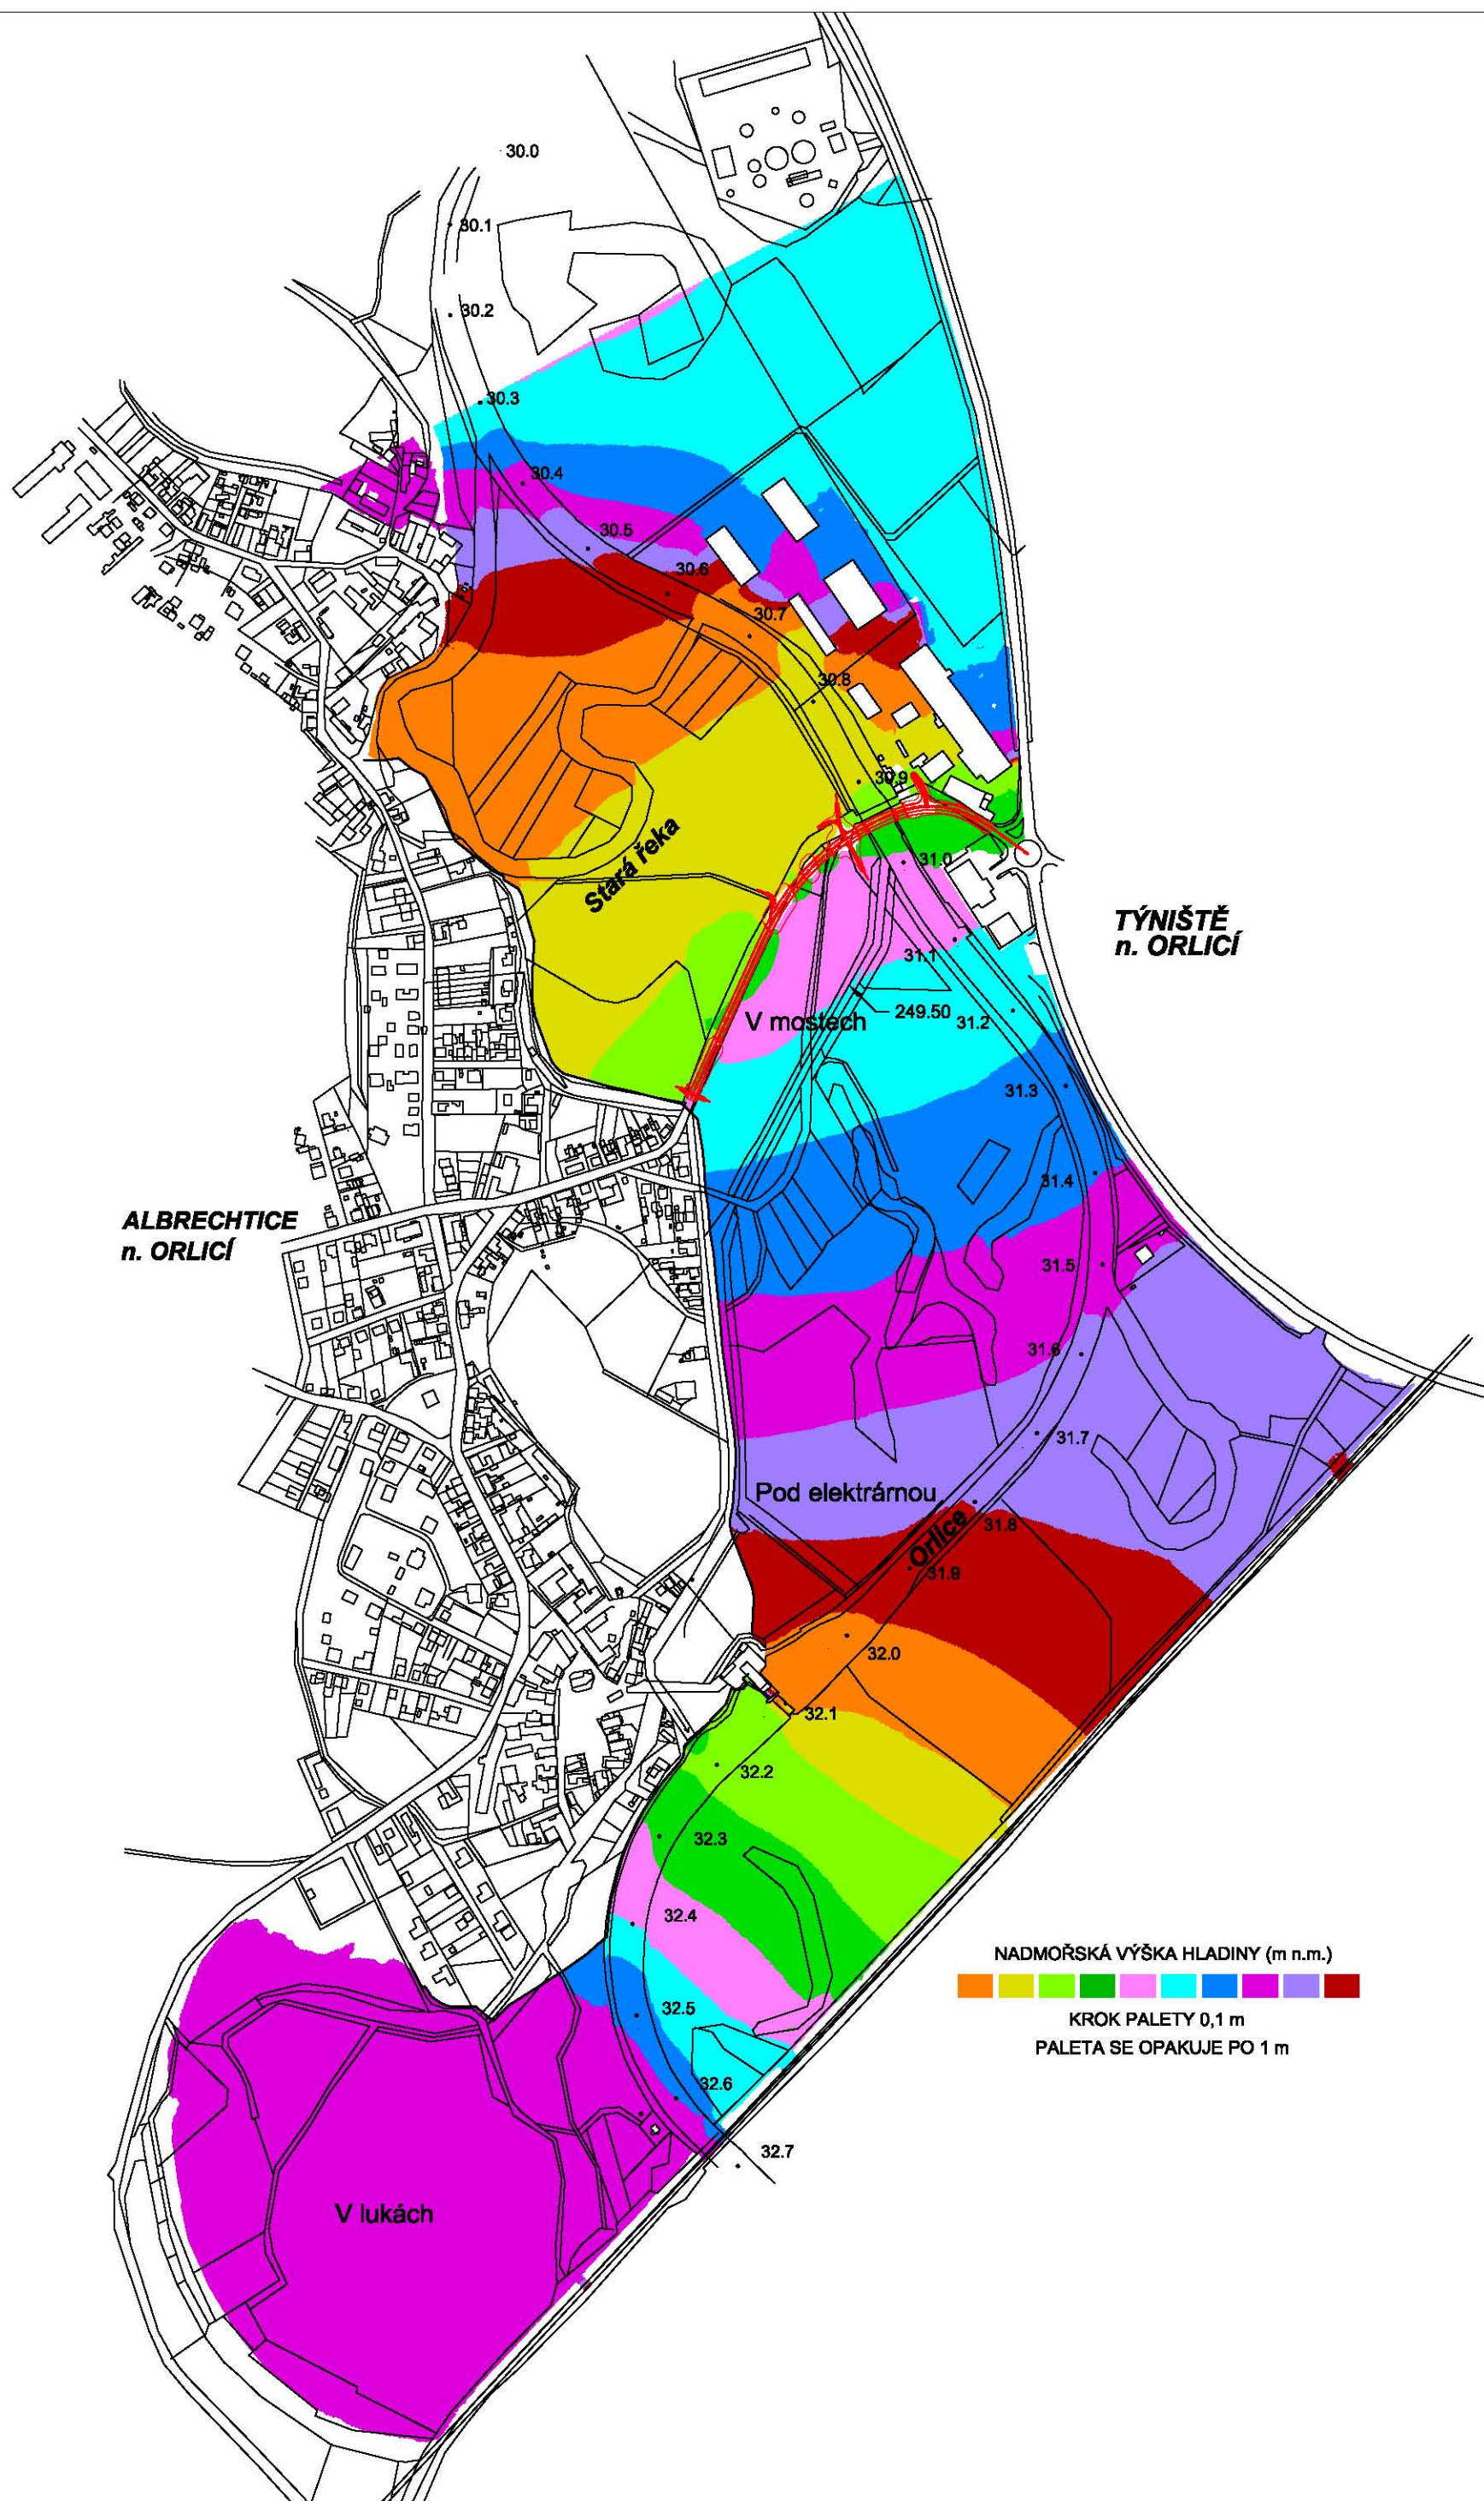 30.0
30.1
30.2
30.3
30.4
30.5
30.6
30.7
30.8
30.9
Stará řeka
31.0
TÝNIŠTĚ
n. ORLICÍ
31.1
249.50
31.2
V mostech
31.3
31.4
ALBRECHTICE
n. ORLICÍ
31.5
31.6
31.7
Pod elektrárnou
31.8
Orlice
31.9
32.0
32.1
32.2
32.3
32.4
NADMOŘSKÁ VÝŠKA HLADINY (m n.m.)
32.5
KROK PALETY 0,1 m
PALETA SE OPAKUJE PO 1 m
32.6
32.7
V lukách